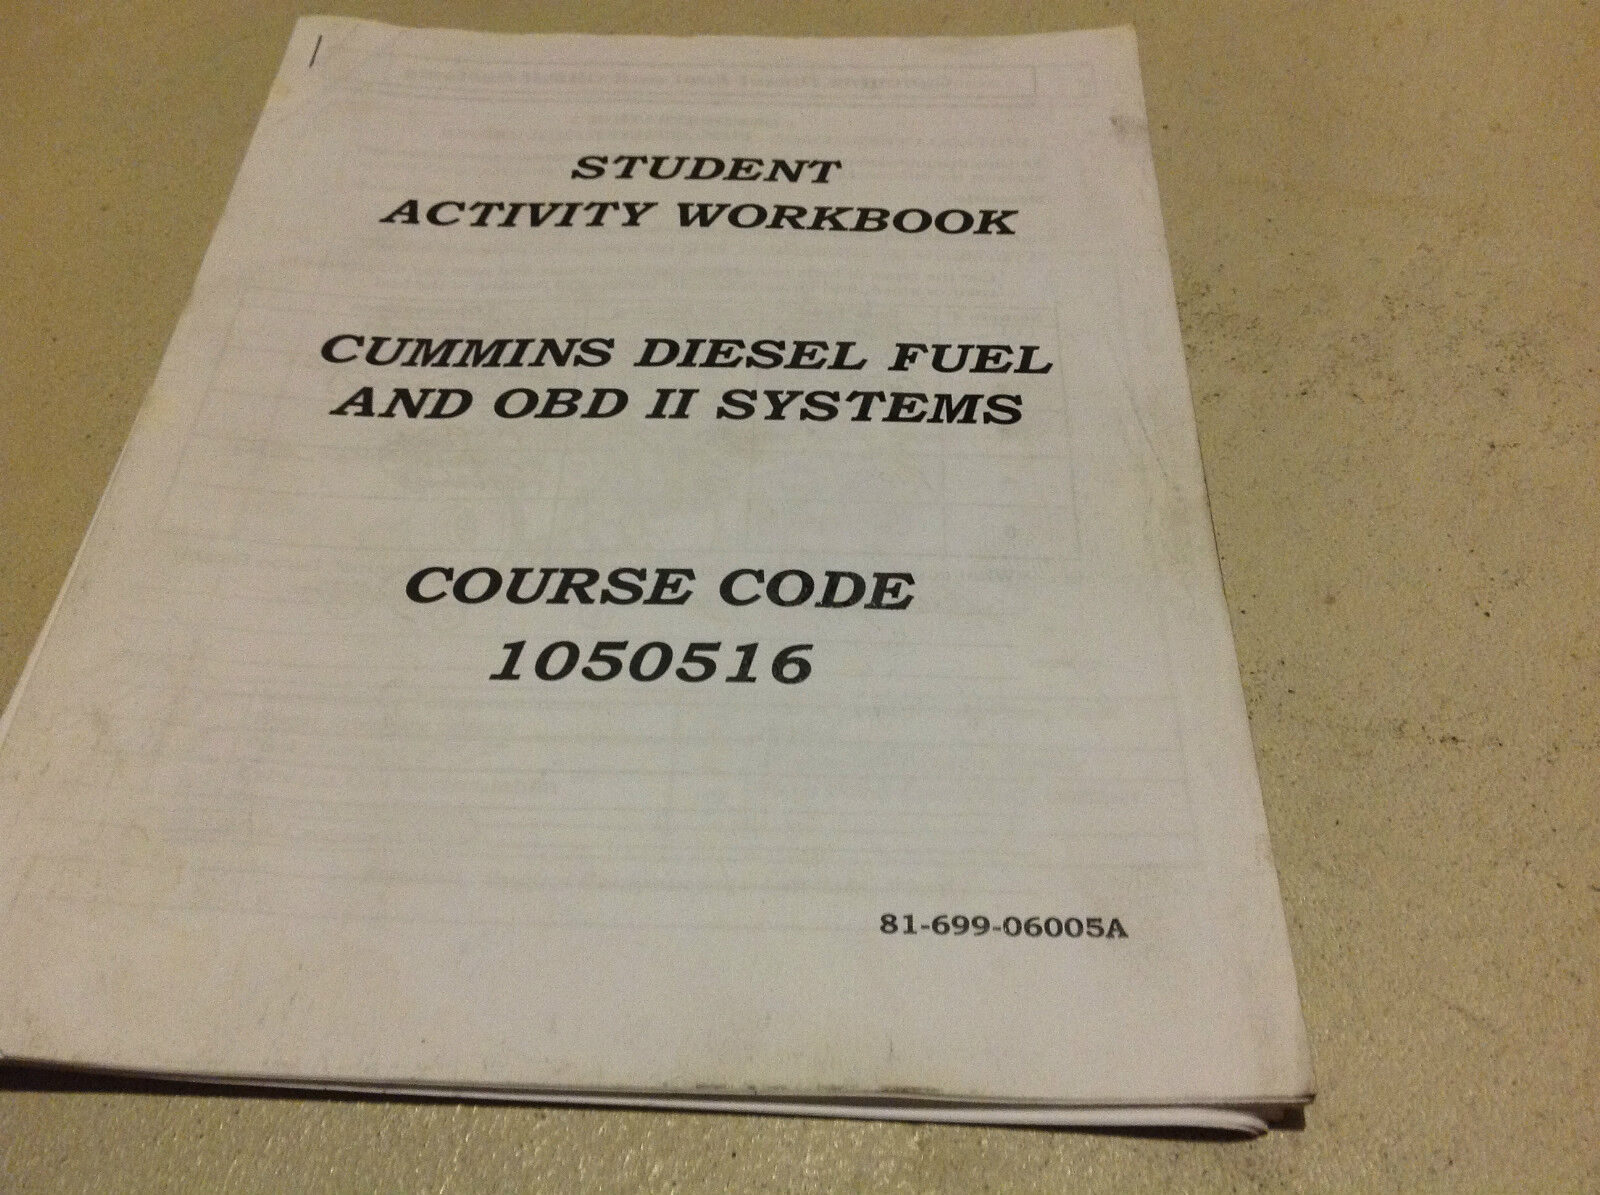 STUDENT
ACTIVITY WORKBOOK
CUMMINS DIESEL FUEL
AND OBD II SYSTEMS
COURSE CODE
1050516
81-699-06005A